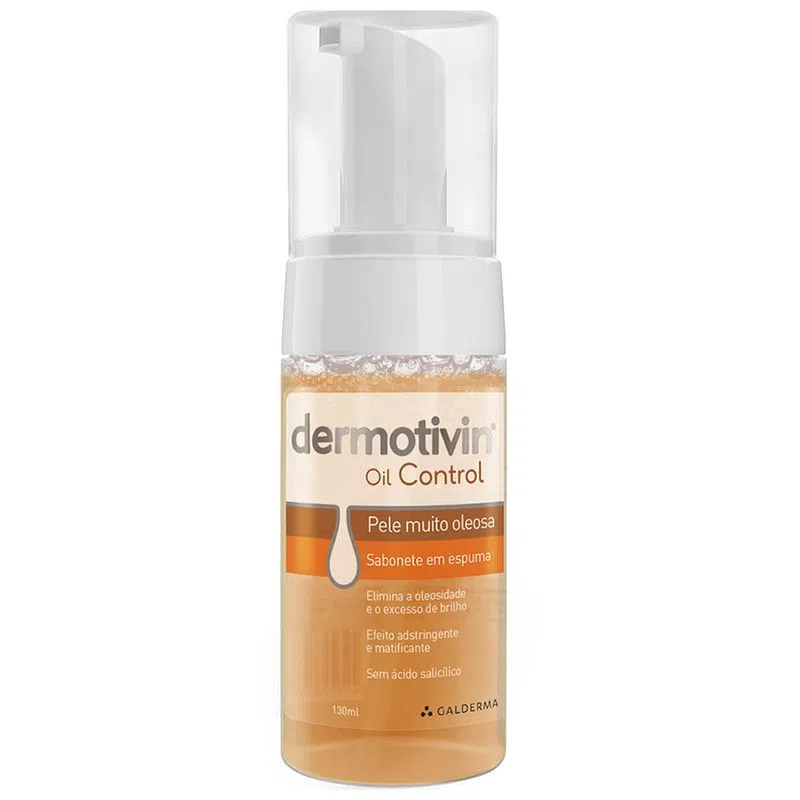 dermotivin®
Oil Control
Pele muito oleosa
Sabonete em espuma
Elimina a oleosidade
e o excesso de brilho
Efeito adstringente
e matificante
Sem ácido salicílico
130ml
GALDERMA